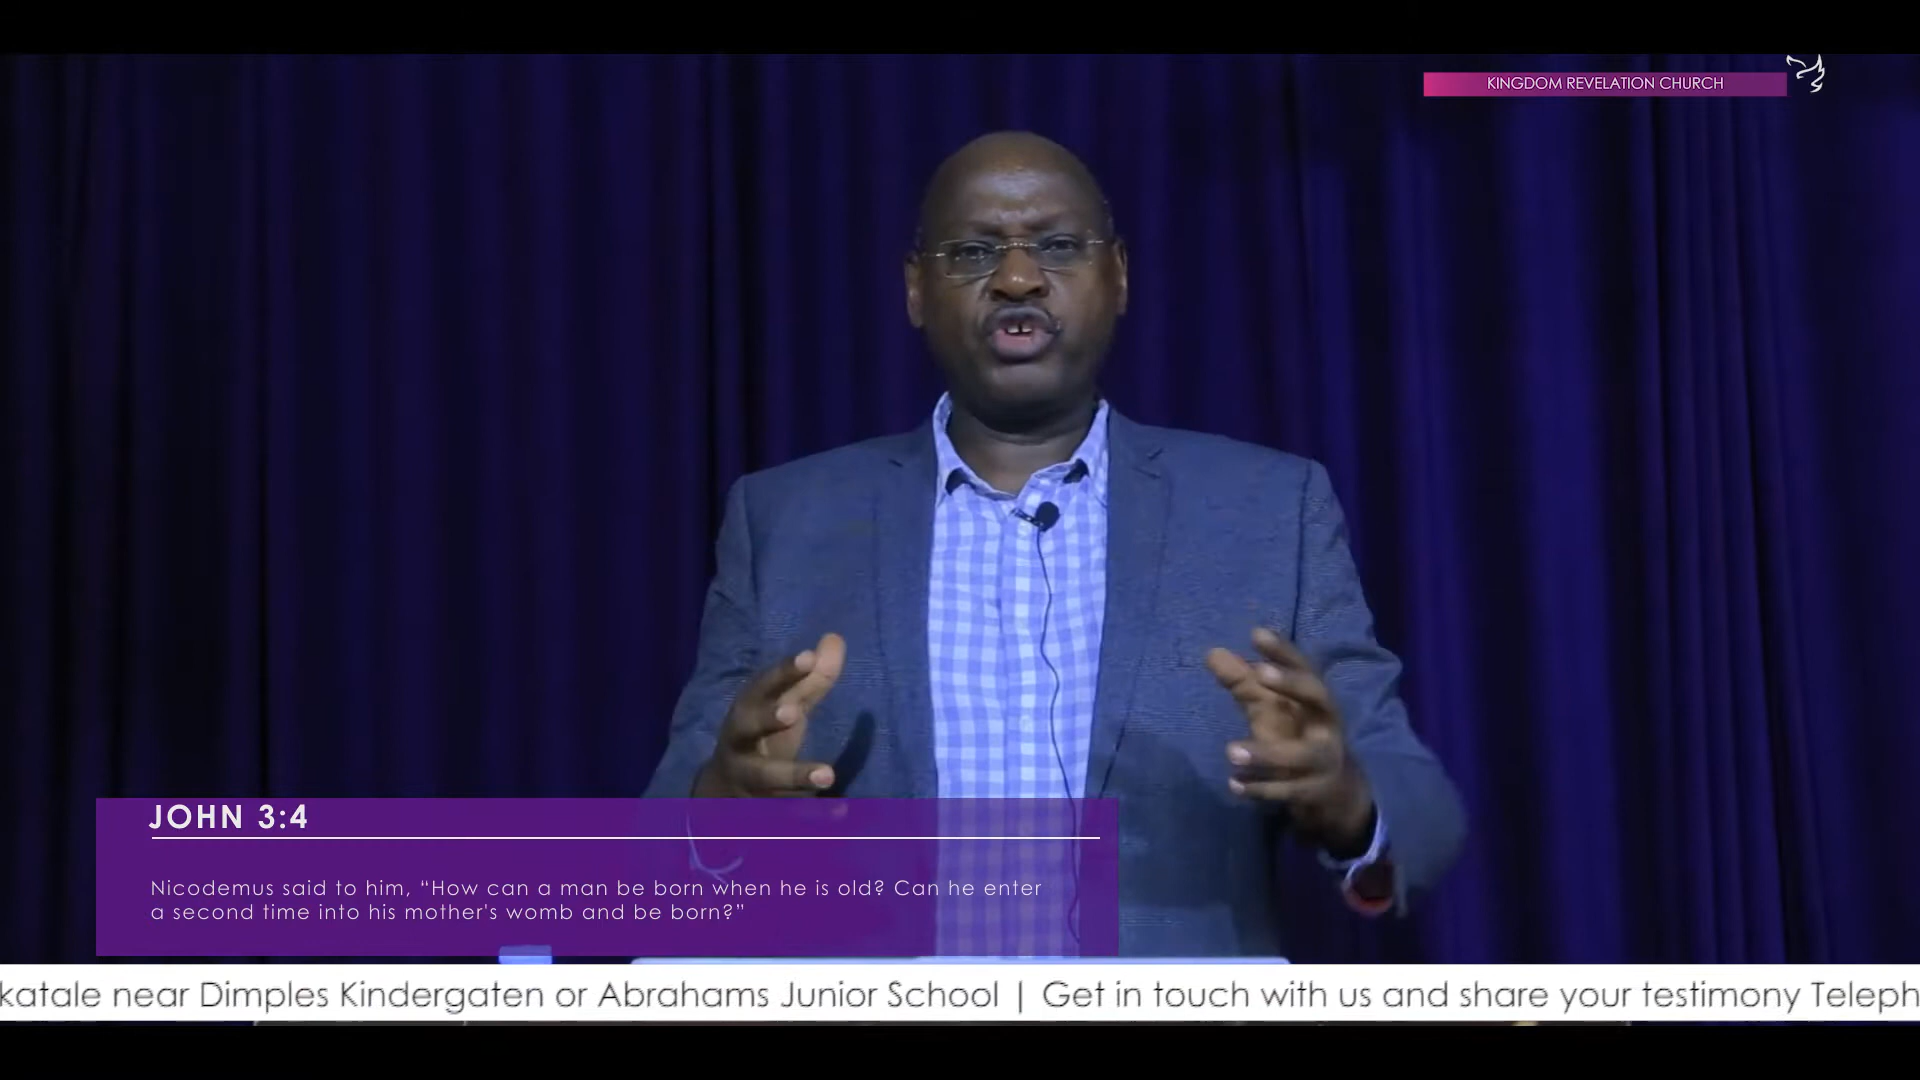 KINGDOM REVELATION CHURCH
JOHN 3:4
Nicodemus said to him, “How can a man be born when he is old? Can he enter
a second time into his mother's womb and be born?”
katale near Dimples Kindergaten or Abrahams Junior School | Get in touch with us and share your testimony Teleph